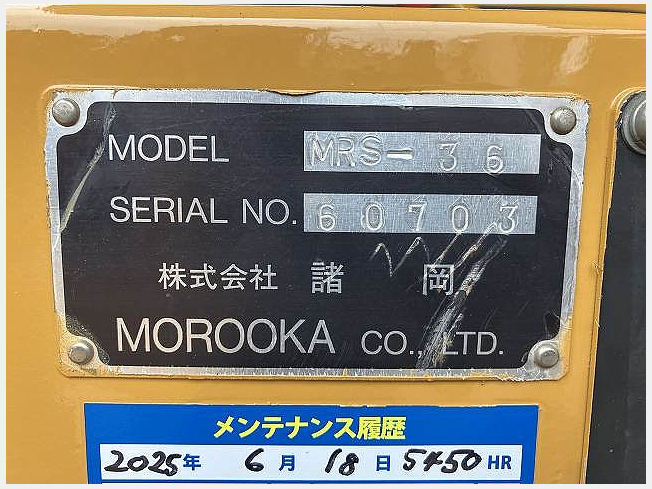 MODEL MRS-36
SERIAL NO. 60703
株式会社 諸岡
MOROOKA CO., LTD.
メンテナンス履歴
2025年 6月 18日 5450HR